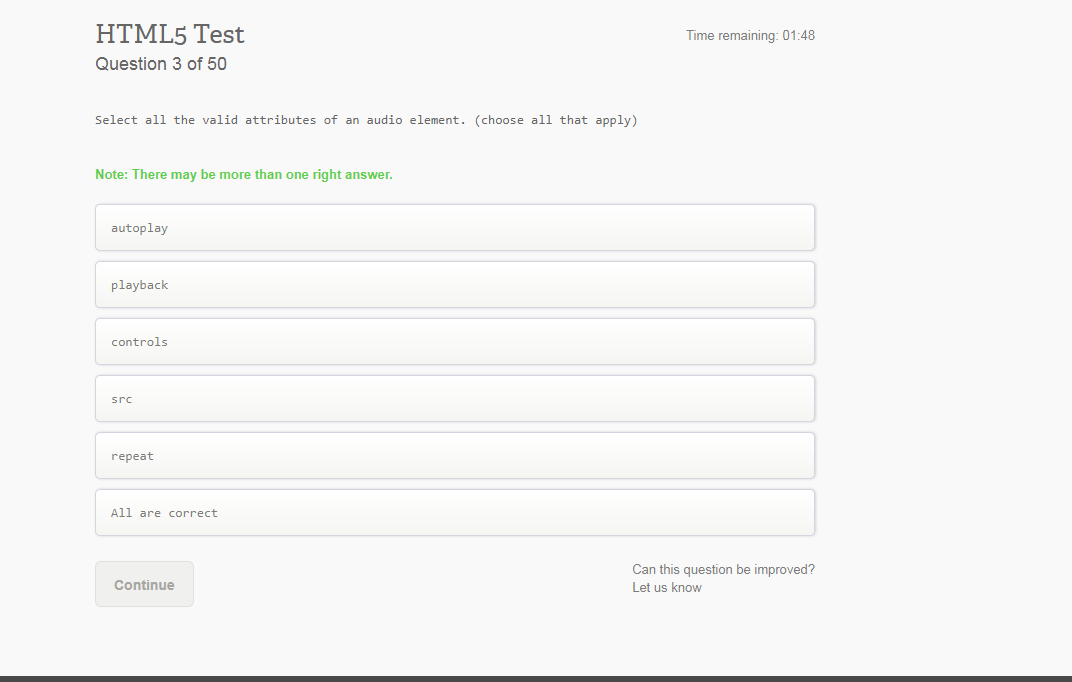 HTML5 Test
Time remaining: 01:48
Question 3 of 50
Select all the valid attributes of an audio element. (choose all that apply)
Note: There may be more than one right answer.
autoplay
playback
controls
src
repeat
All are correct
Continue
Can this question be improved?
Let us know